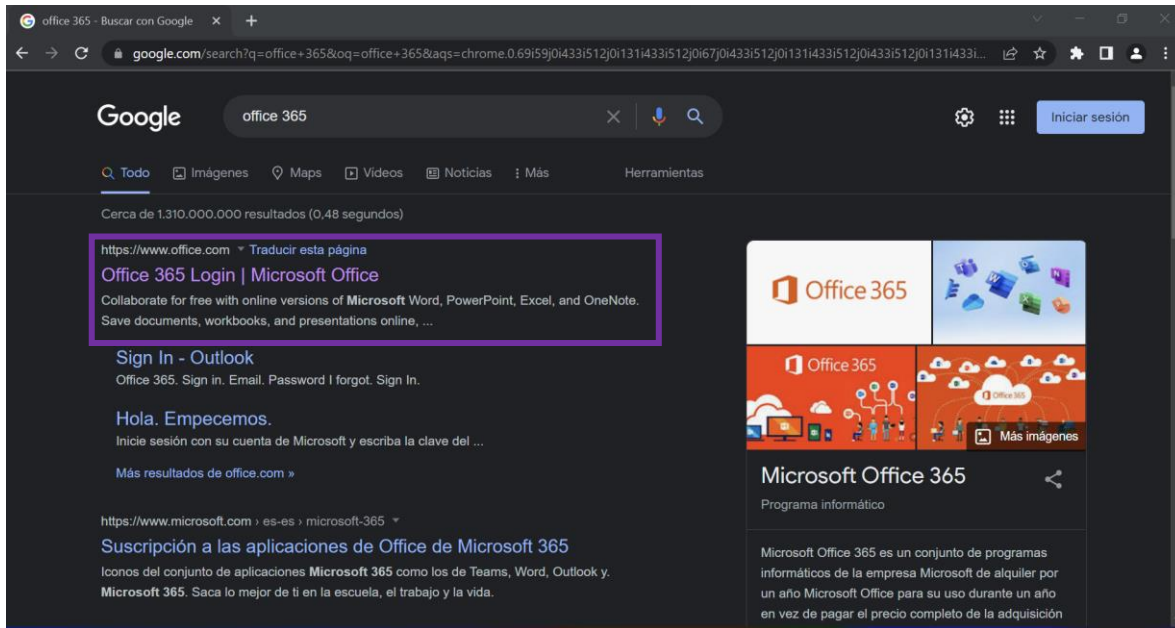 office 365 - Buscar con Google
google.com/search?q=office+365&oq=office+365&aqs=chrome.0.69i59j0i433i512j0i131i433i512j0i67j0i433i512j0i131i433i512j0i433i512j0i131i433i...
Google
office 365
Iniciar sesión
Todo Imágenes Maps Vídeos Noticias Más Herramientas
Cerca de 1.310.000.000 resultados (0,48 segundos)
https://www.office.com Traducir esta página
Office 365 Login | Microsoft Office
Collaborate for free with online versions of Microsoft Word, PowerPoint, Excel, and OneNote.
Save documents, workbooks, and presentations online, ...
Sign In - Outlook
Office 365. Sign in. Email. Password I forgot. Sign In.
Hola. Empecemos.
Inicie sesión con su cuenta de Microsoft y escriba la clave del ...
Más resultados de office.com »
https://www.microsoft.com › es-es › microsoft-365
Suscripción a las aplicaciones de Office de Microsoft 365
Iconos del conjunto de aplicaciones Microsoft 365 como los de Teams, Word, Outlook y.
Microsoft 365. Saca lo mejor de ti en la escuela, el trabajo y la vida.
Office 365
Office 365
Office 365
Más imágenes
Microsoft Office 365
Programa informático
Microsoft Office 365 es un conjunto de programas
informáticos de la empresa Microsoft de alquiler por
un año Microsoft Office para su uso durante un año
en vez de pagar el precio completo de la adquisición